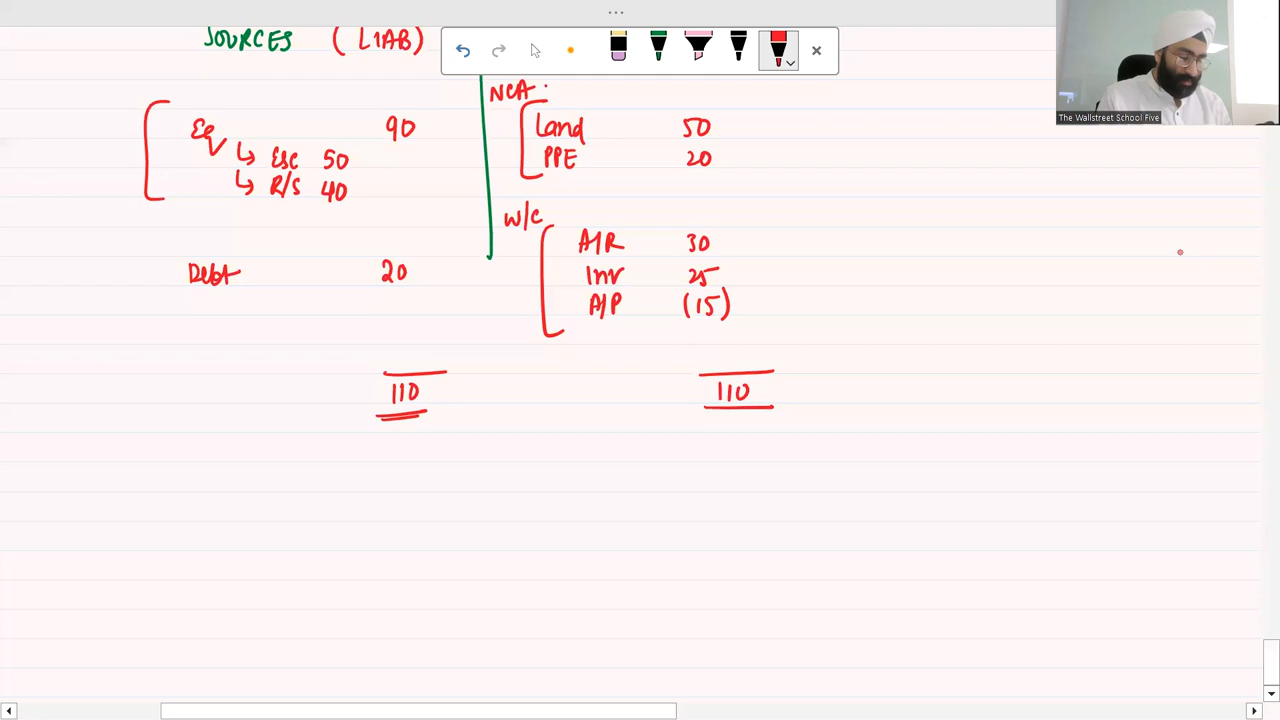 SOURCES (LIAB)
The Wallstreet School Five
Eq 90
↳ Esc 50
↳ R/S 40
Debt 20
110
NCA.
Land 50
PPE 20
W/C
A/R 30
Inv 25
A/P (15)
110